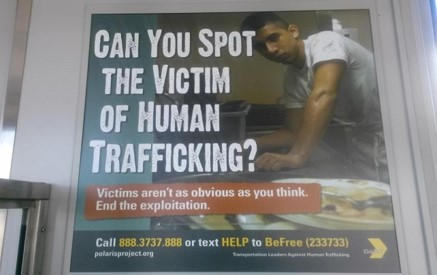 CAN YOU SPOT
THE VICTIM
OF HUMAN
TRAFFICKING?
Victims aren't as obvious as you think.
End the exploitation.
Call 888.3737.888 or text HELP to BeFree (233733)
polarisproject.org
Transportation Leaders Against Human Trafficking